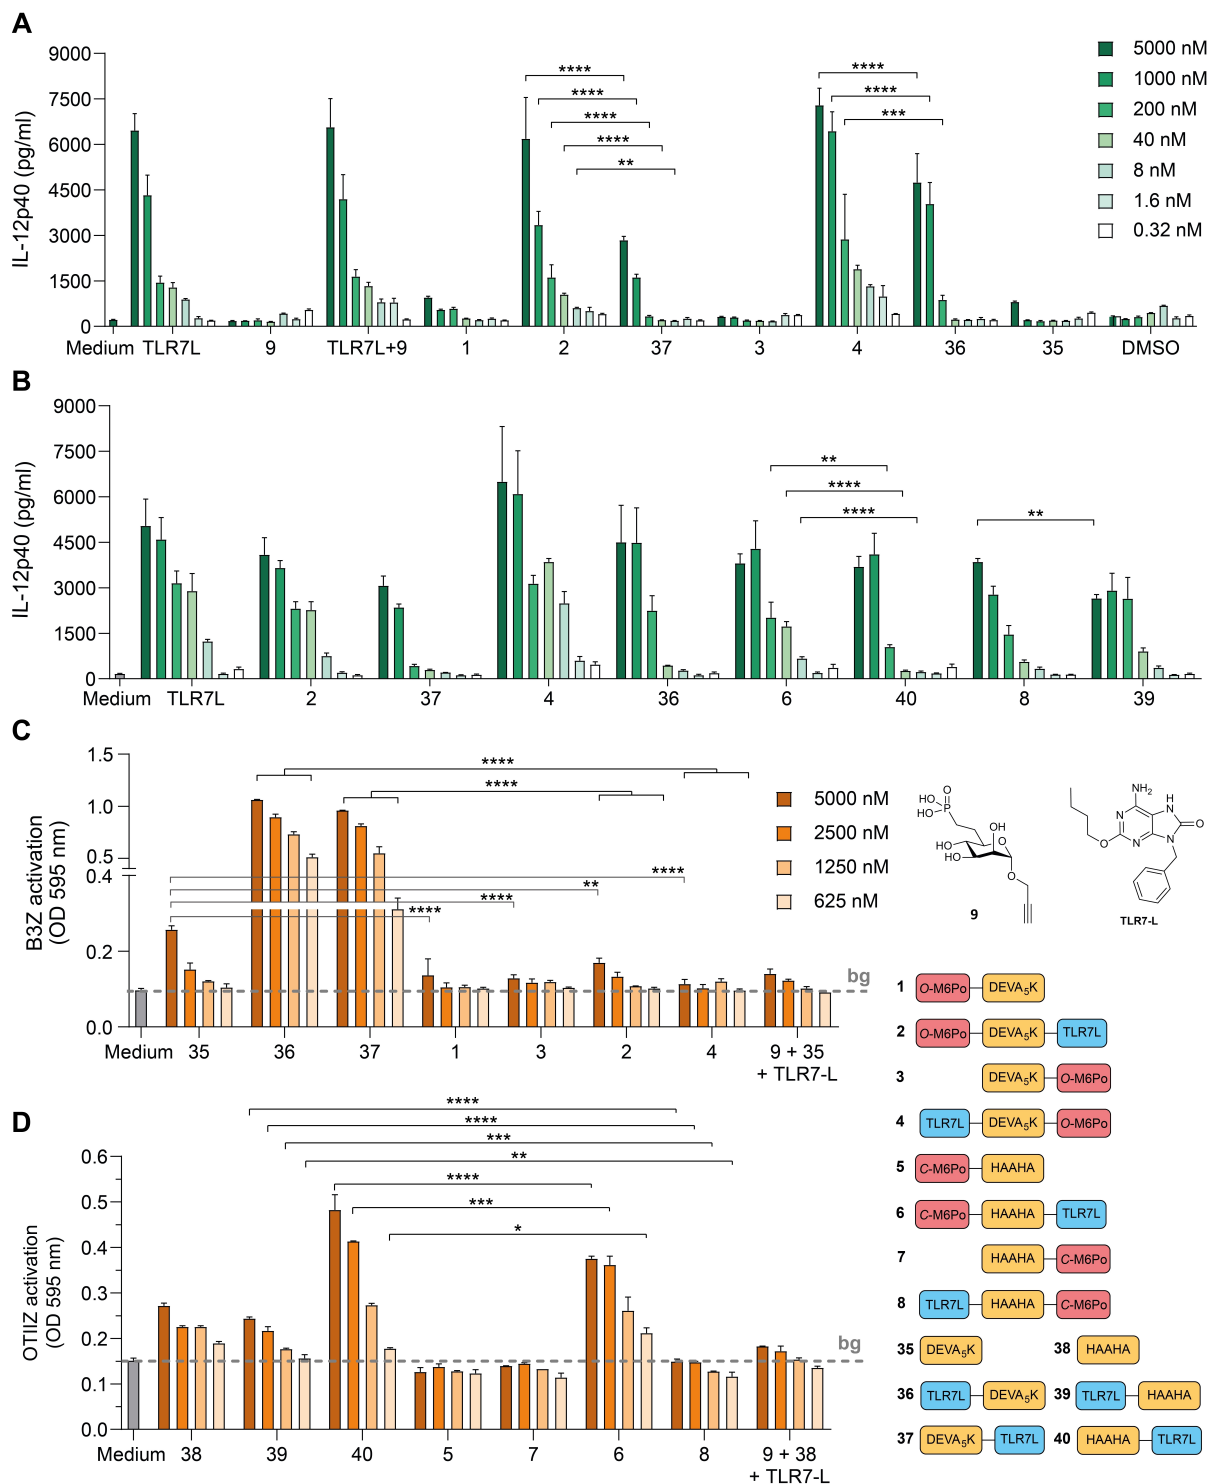 A
9000
7500
6000
4500
3000
1500
0
IL-12p40 (pg/ml)
**** ****
**** ****
**** ***
****
**
5000 nM
1000 nM
200 nM
40 nM
8 nM
1.6 nM
0.32 nM
Medium TLR7L 9 TLR7L+9 1 2 37 3 4 36 35 DMSO
B
9000
7500
6000
4500
3000
1500
0
IL-12p40 (pg/ml)
**
****
****
**
Medium TLR7L 2 37 4 36 6 40 8 39
C
1.5
1.0
0.5
0.4
0.2
0.0
B3Z activation
(OD 595 nm)
****
****
****
**
****
****
bg
5000 nM
2500 nM
1250 nM
625 nM
Medium 35 36 37 1 3 2 4 9 + 35
+ TLR7-L
HO
O
P
HO
OH
HO
HO
O
O
9
NH2
N
N
H
N
O
N
O
TLR7-L
D
0.6
0.5
0.4
0.3
0.2
0.1
0.0
OTIIZ activation
(OD 595 nm)
****
****
***
**
****
***
*
bg
Medium 38 39 40 5 7 6 8 9 + 38
+ TLR7-L
1 O-M6Po DEVA5K
2 O-M6Po DEVA5K TLR7L
3 DEVA5K O-M6Po
4 TLR7L DEVA5K O-M6Po
5 C-M6Po HAAHA
6 C-M6Po HAAHA TLR7L
7 HAAHA C-M6Po
8 TLR7L HAAHA C-M6Po
35 DEVA5K 38 HAAHA
36 TLR7L DEVA5K 39 TLR7L HAAHA
37 DEVA5K TLR7L 40 HAAHA TLR7L